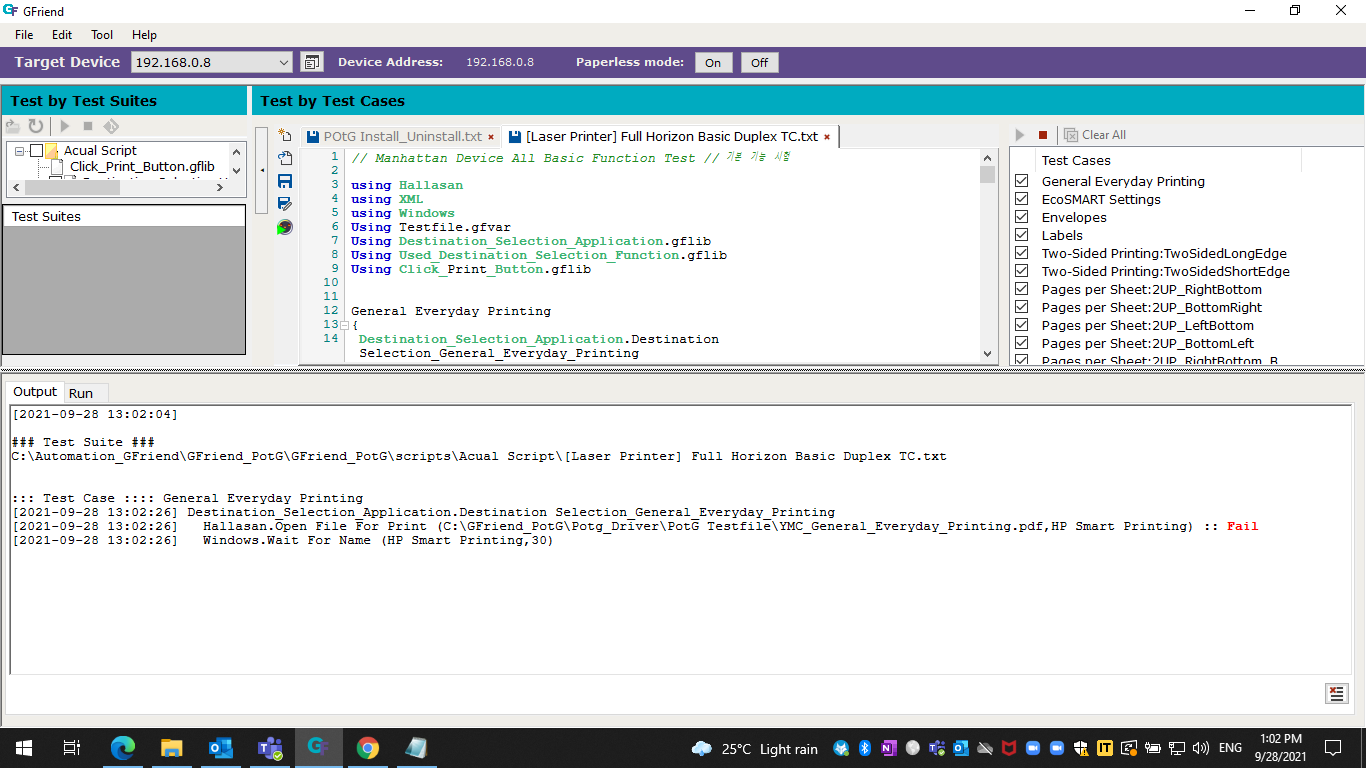 GFriend
File Edit Tool Help
Target Device 192.168.0.8 Device Address: 192.168.0.8 Paperless mode: On Off
Test by Test Suites
Test by Test Cases
Acual Script
Click_Print_Button.gflib
Test Suites
POtG Install_Uninstall.txt
[Laser Printer] Full Horizon Basic Duplex TC.txt
1 // Manhattan Device All Basic Function Test // 기본 기능 시험
2
3 using Hallasan
4 using XML
5 using Windows
6 Using Testfile.gfvar
7 Using Destination_Selection_Application.gflib
8 Using Used_Destination_Selection_Function.gflib
9 Using Click_Print_Button.gflib
10
11
12 General Everyday Printing
13 {
14 Destination_Selection_Application.Destination
Selection_General_Everyday_Printing
Clear All
Test Cases
General Everyday Printing
EcoSMART Settings
Envelopes
Labels
Two-Sided Printing:TwoSidedLongEdge
Two-Sided Printing:TwoSidedShortEdge
Pages per Sheet:2UP_RightBottom
Pages per Sheet:2UP_BottomRight
Pages per Sheet:2UP_LeftBottom
Pages per Sheet:2UP_BottomLeft
Pages per Sheet:2UP_RightBottom_B
Output Run
[2021-09-28 13:02:04]
### Test Suite ###
C:\Automation_GFriend\GFriend_PotG\GFriend_PotG\scripts\Acual Script\[Laser Printer] Full Horizon Basic Duplex TC.txt
::: Test Case :::: General Everyday Printing
[2021-09-28 13:02:26] Destination_Selection_Application.Destination Selection_General_Everyday_Printing
[2021-09-28 13:02:26] Hallasan.Open File For Print (C:\GFriend_PotG\Potg_Driver\PotG Testfile\YMC_General_Everyday_Printing.pdf,HP Smart Printing) :: Fail
[2021-09-28 13:02:26] Windows.Wait For Name (HP Smart Printing,30)
25°C Light rain
ENG
1:02 PM
9/28/2021